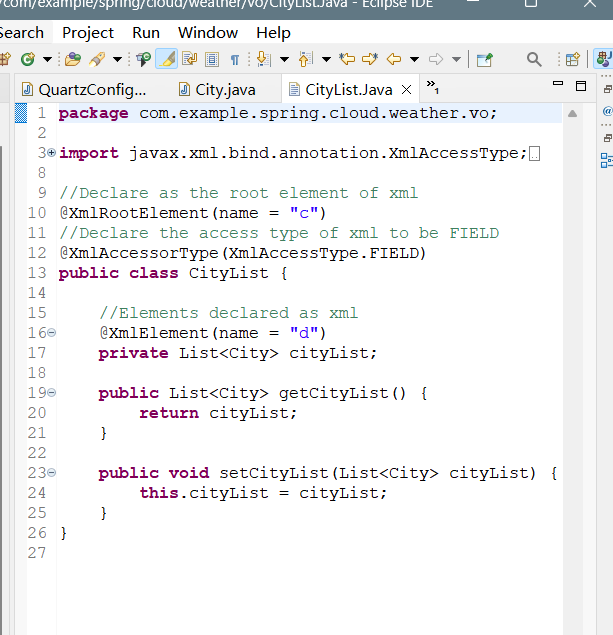 /com/example/spring/cloud/weather/vo/CityList.Java - Eclipse IDE
Search Project Run Window Help
QuartzConfig... City.java CityList.Java
1 package com.example.spring.cloud.weather.vo;
2
3 import javax.xml.bind.annotation.XmlAccessType;
8
9 //Declare as the root element of xml
10 @XmlRootElement(name = "c")
11 //Declare the access type of xml to be FIELD
12 @XmlAccessorType(XmlAccessType.FIELD)
13 public class CityList {
14
15 //Elements declared as xml
16 @XmlElement(name = "d")
17 private List<City> cityList;
18
19 public List<City> getCityList() {
20 return cityList;
21 }
22
23 public void setCityList(List<City> cityList) {
24 this.cityList = cityList;
25 }
26 }
27